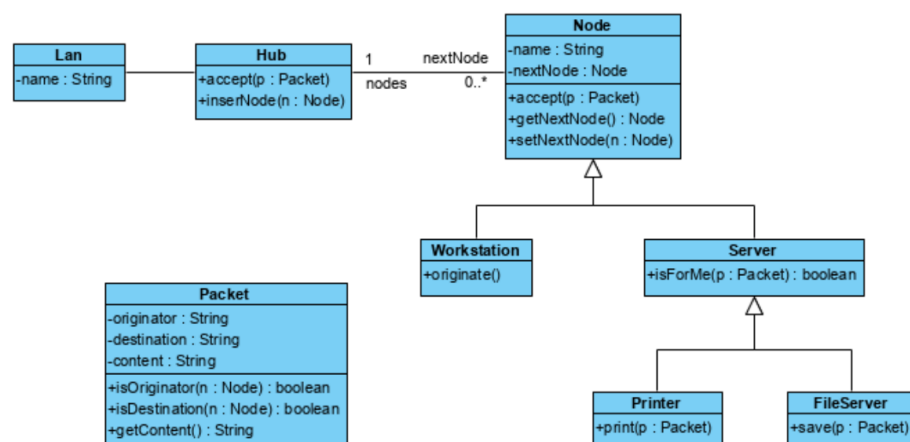 Lan
-name : String
Hub
+accept(p : Packet)
+inserNode(n : Node)
1
nodes
nextNode
0..*
Node
-name : String
-nextNode : Node
+accept(p : Packet)
+getNextNode() : Node
+setNextNode(n : Node)
Workstation
+originate()
Server
+isForMe(p : Packet) : boolean
Packet
-originator : String
-destination : String
-content : String
+isOriginator(n : Node) : boolean
+isDestination(n : Node) : boolean
+getContent() : String
Printer
+print(p : Packet)
FileServer
+save(p : Packet)